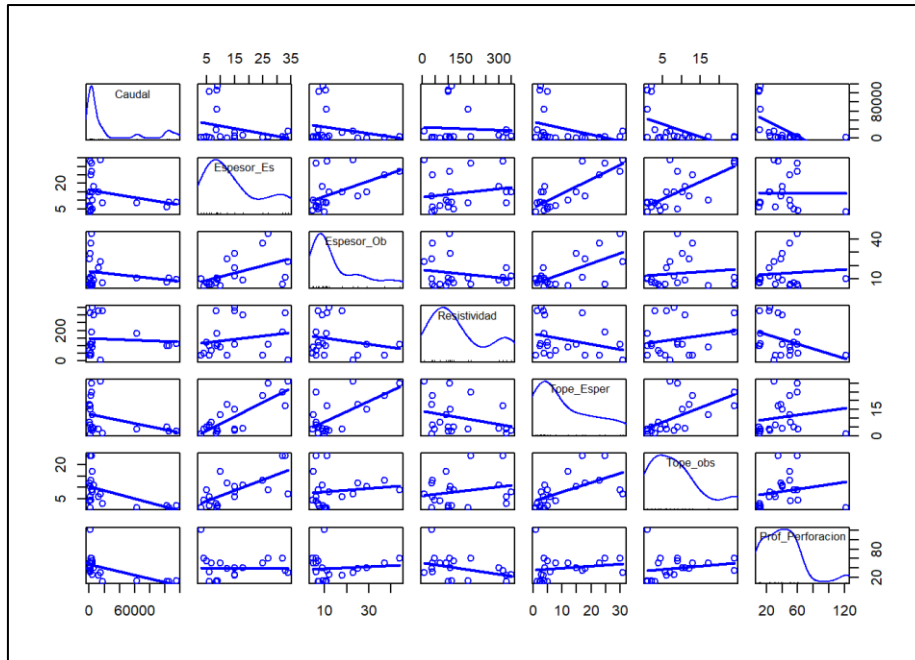 5 15 25 35 0 150 300 5 15
Caudal
0 80000
Espesor_Es
5 20
Espesor_Ob
10 40
Resistividad
0 200
Tope_Esper
0 15
Tope_obs
5 20
Prof_Perforacion
20 80
0 60000 10 30 0 10 20 30 20 60 120